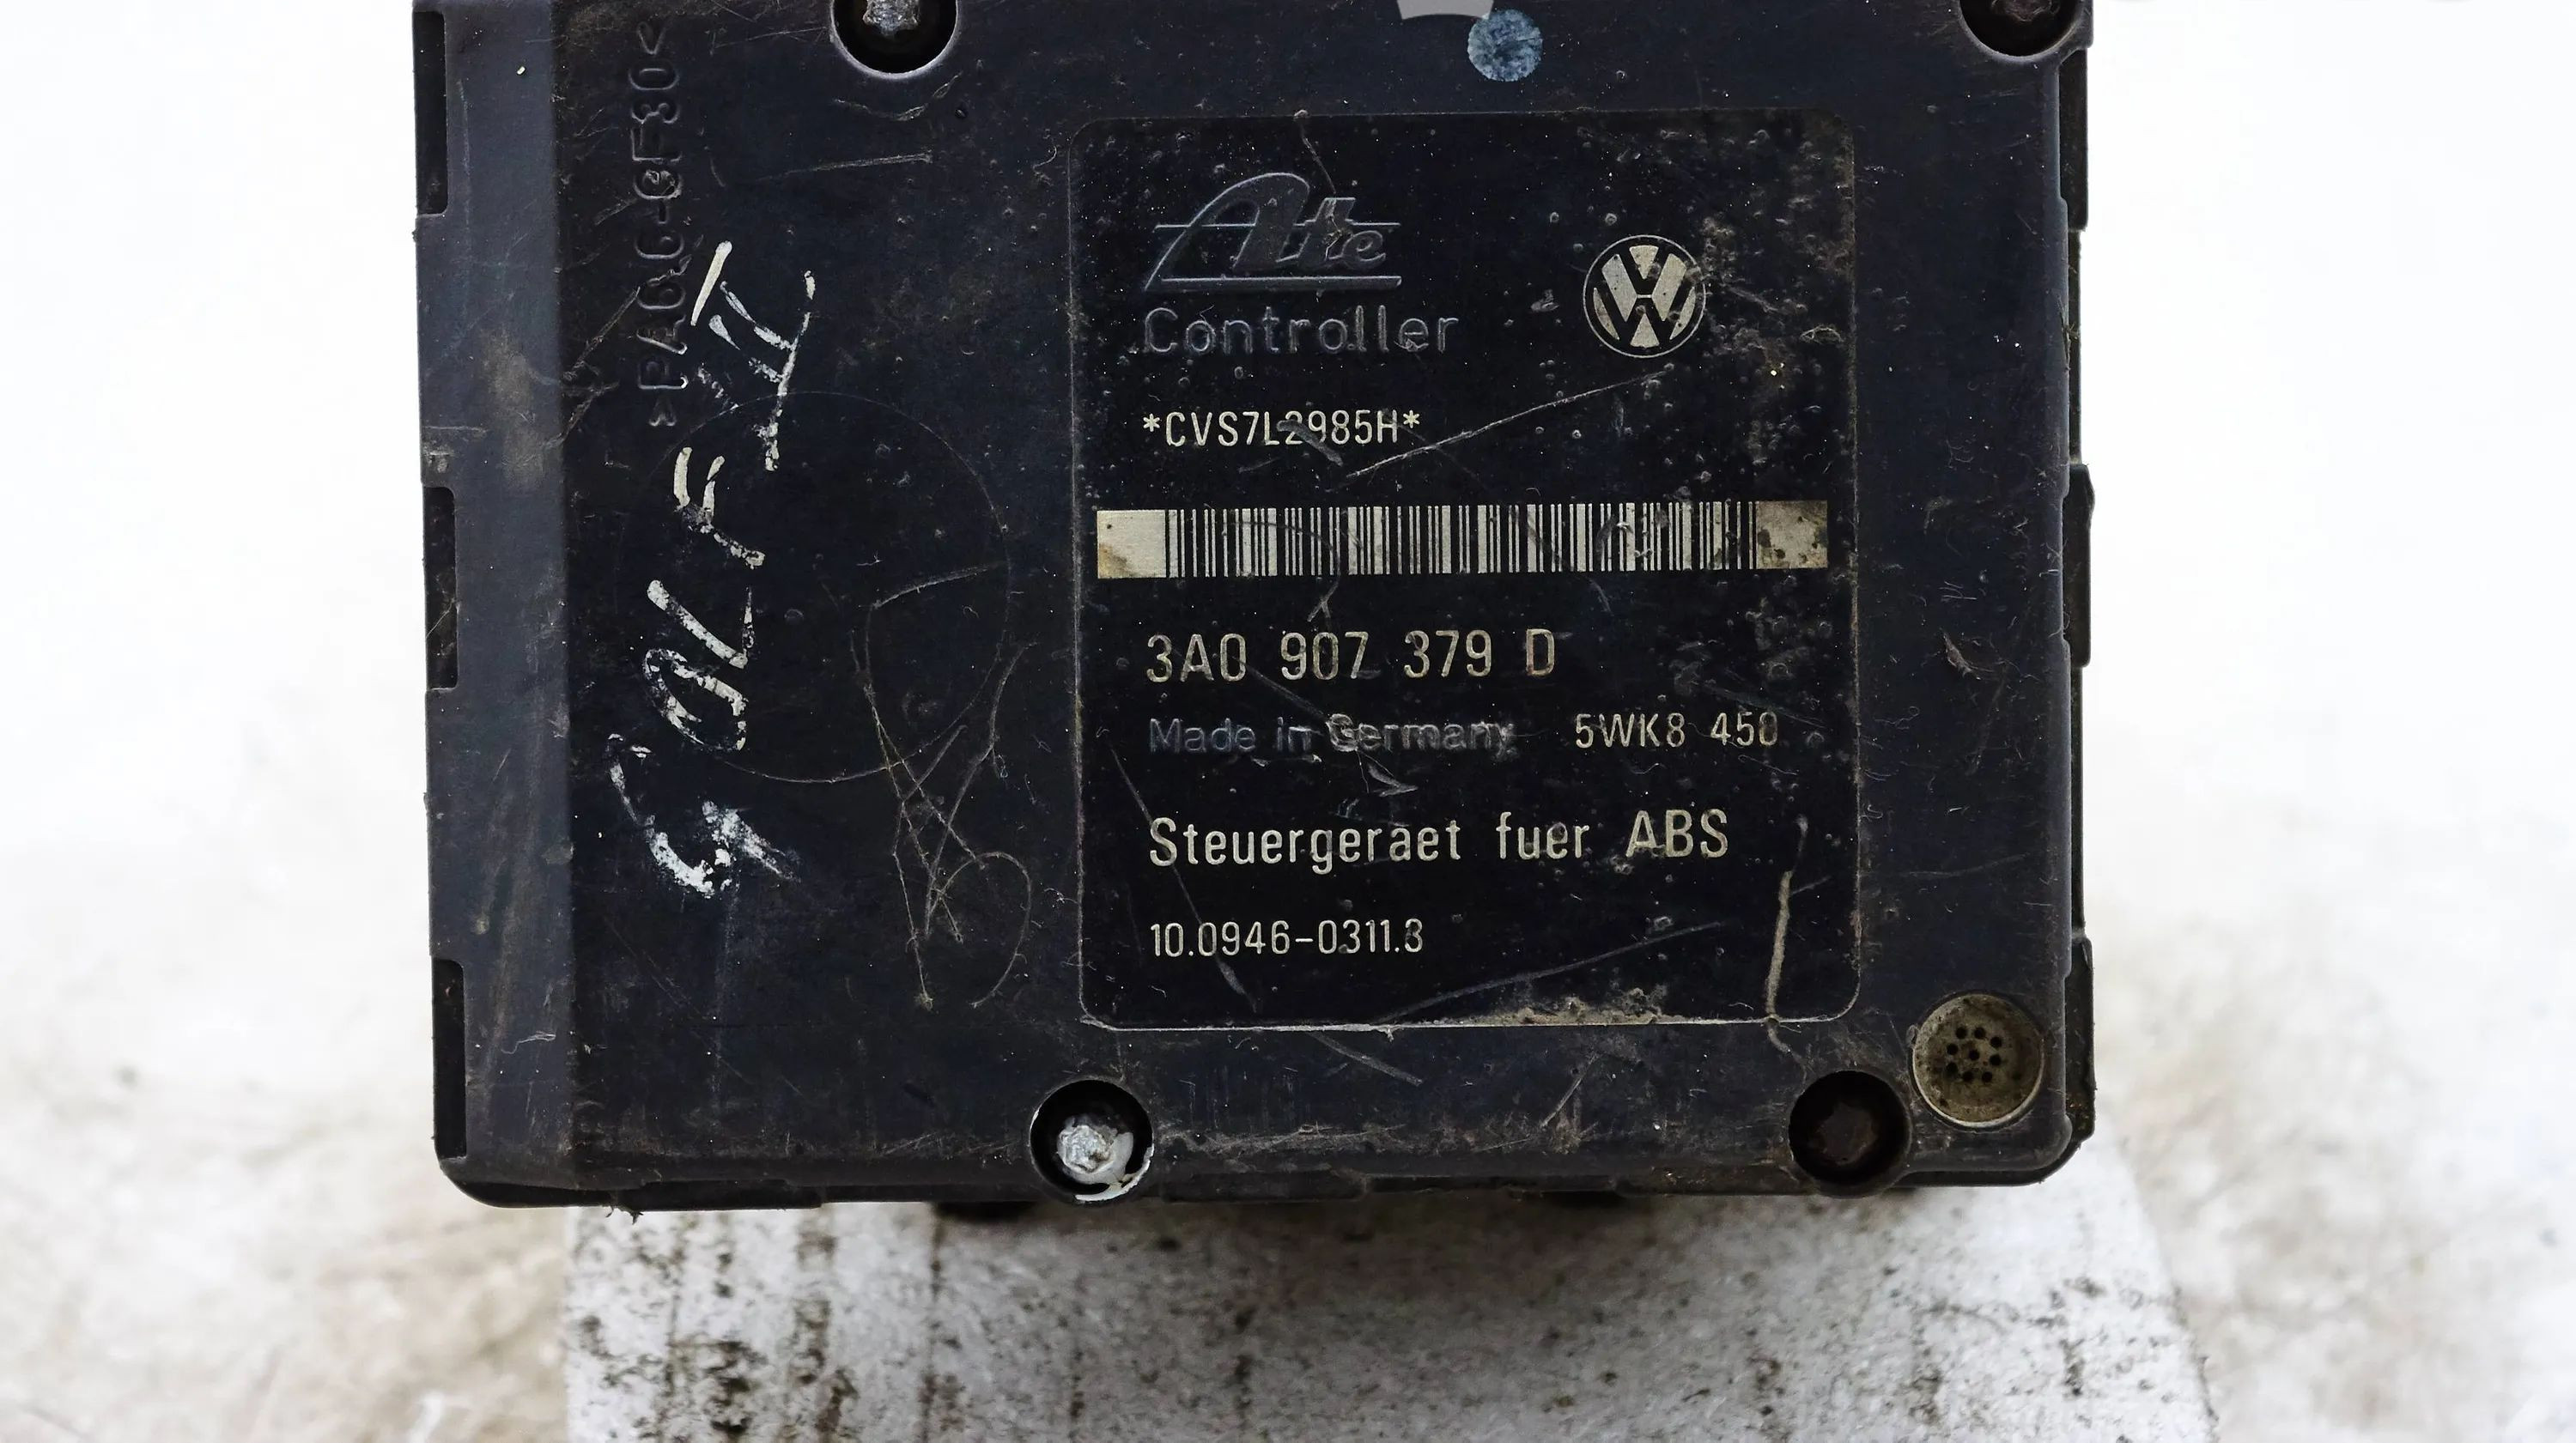 >PA66-GF30<
GOLF II
Ate
Controller
*CVS7L2985H*
3A0 907 379 D
Made in Germany 5WK8 450
Steuergeraet fuer ABS
10.0946-0311.3